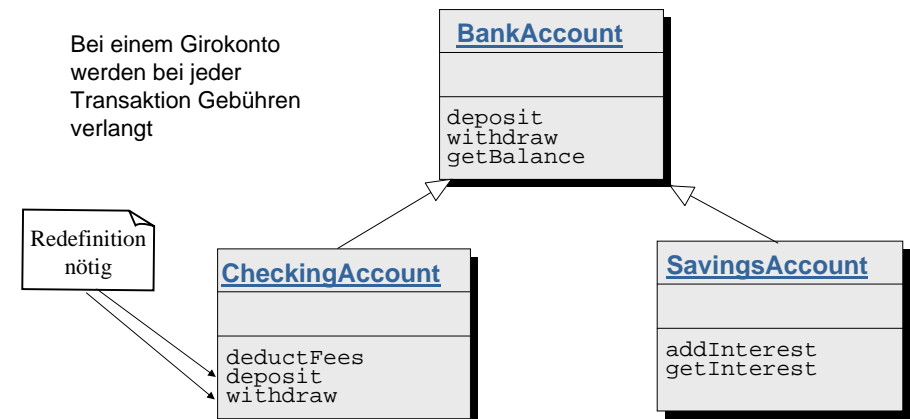 Bei einem Girokonto
werden bei jeder
Transaktion Gebühren
verlangt
BankAccount
deposit
withdraw
getBalance
Redefinition
nötig
CheckingAccount
deductFees
deposit
withdraw
SavingsAccount
addInterest
getInterest